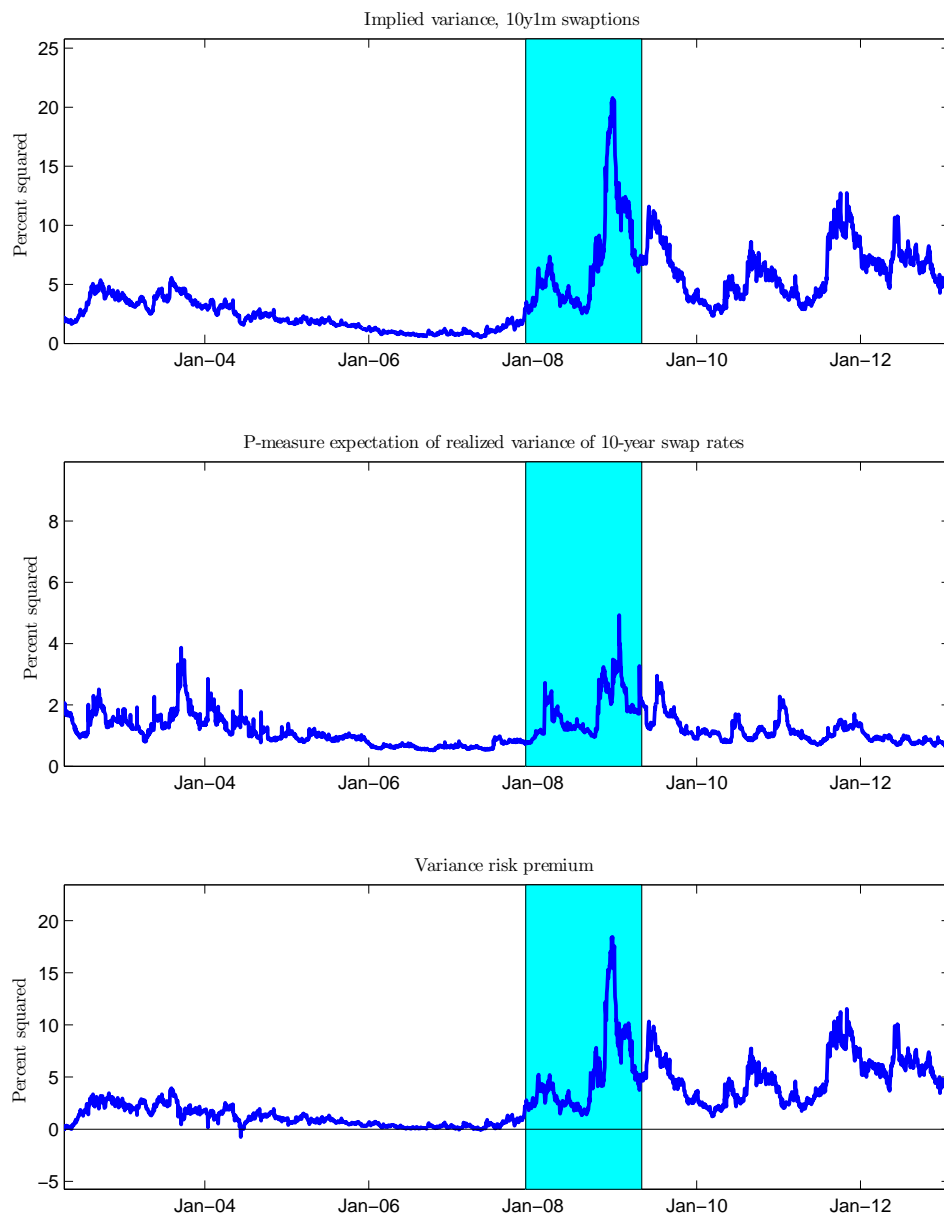 Implied variance, 10y1m swaptions
Percent squared
25
20
15
10
5
0
Jan−04 Jan−06 Jan−08 Jan−10 Jan−12
P-measure expectation of realized variance of 10-year swap rates
Percent squared
8
6
4
2
0
Jan−04 Jan−06 Jan−08 Jan−10 Jan−12
Variance risk premium
Percent squared
20
15
10
5
0
−5
Jan−04 Jan−06 Jan−08 Jan−10 Jan−12